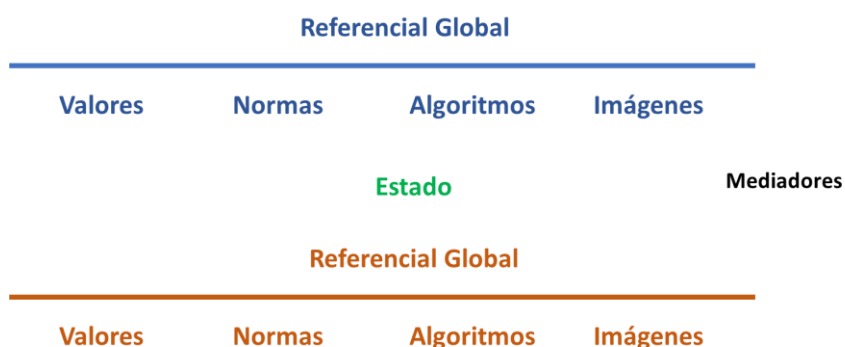 Referencial Global
Valores Normas Algoritmos Imágenes
Estado Mediadores
Referencial Global
Valores Normas Algoritmos Imágenes